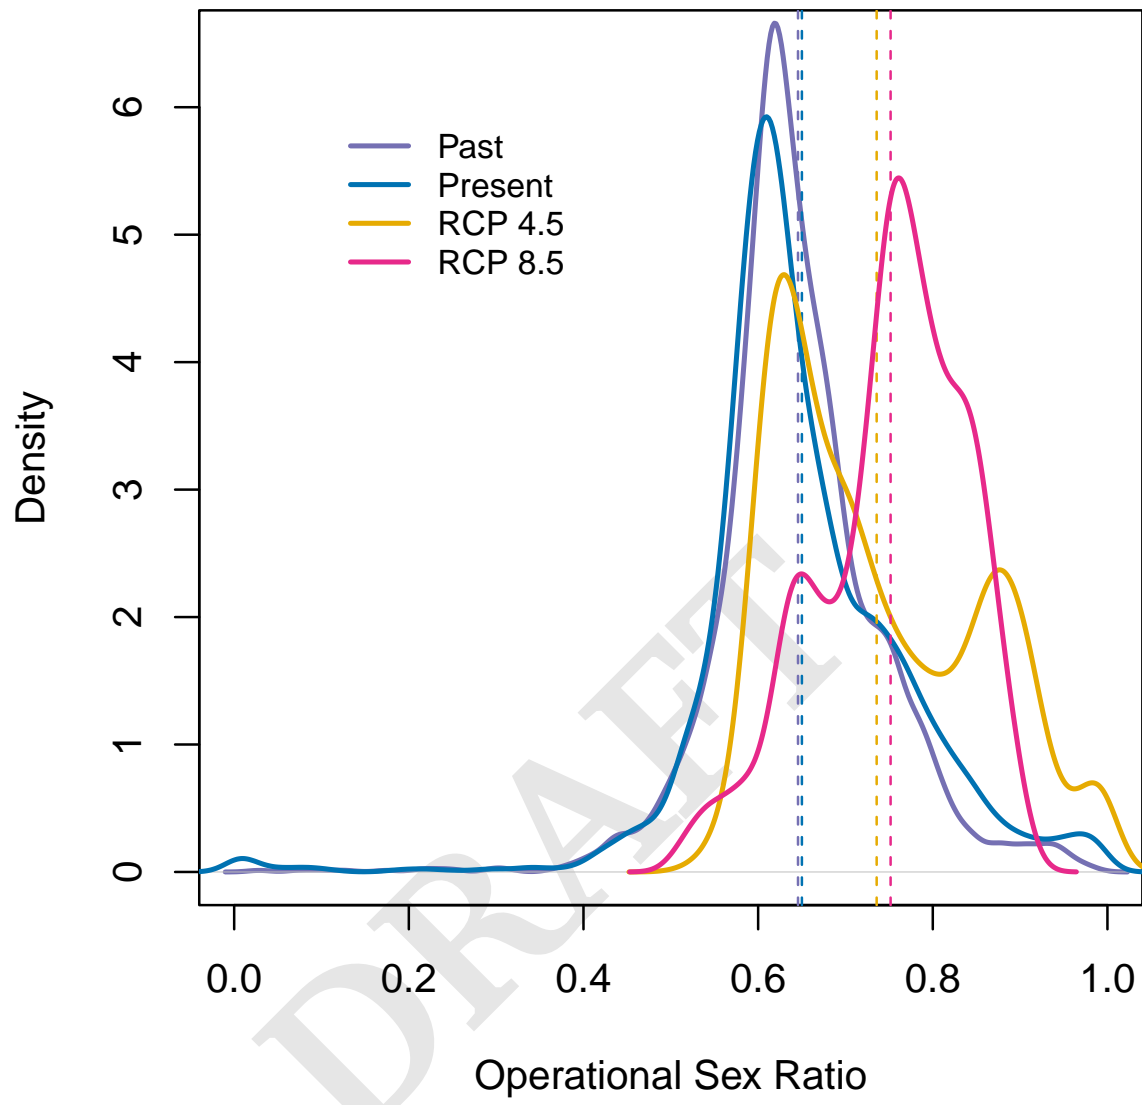 6
5
4
3
2
1
0
Density
Past
Present
RCP 4.5
RCP 8.5
DRAFT
0.0 0.2 0.4 0.6 0.8 1.0
Operational Sex Ratio